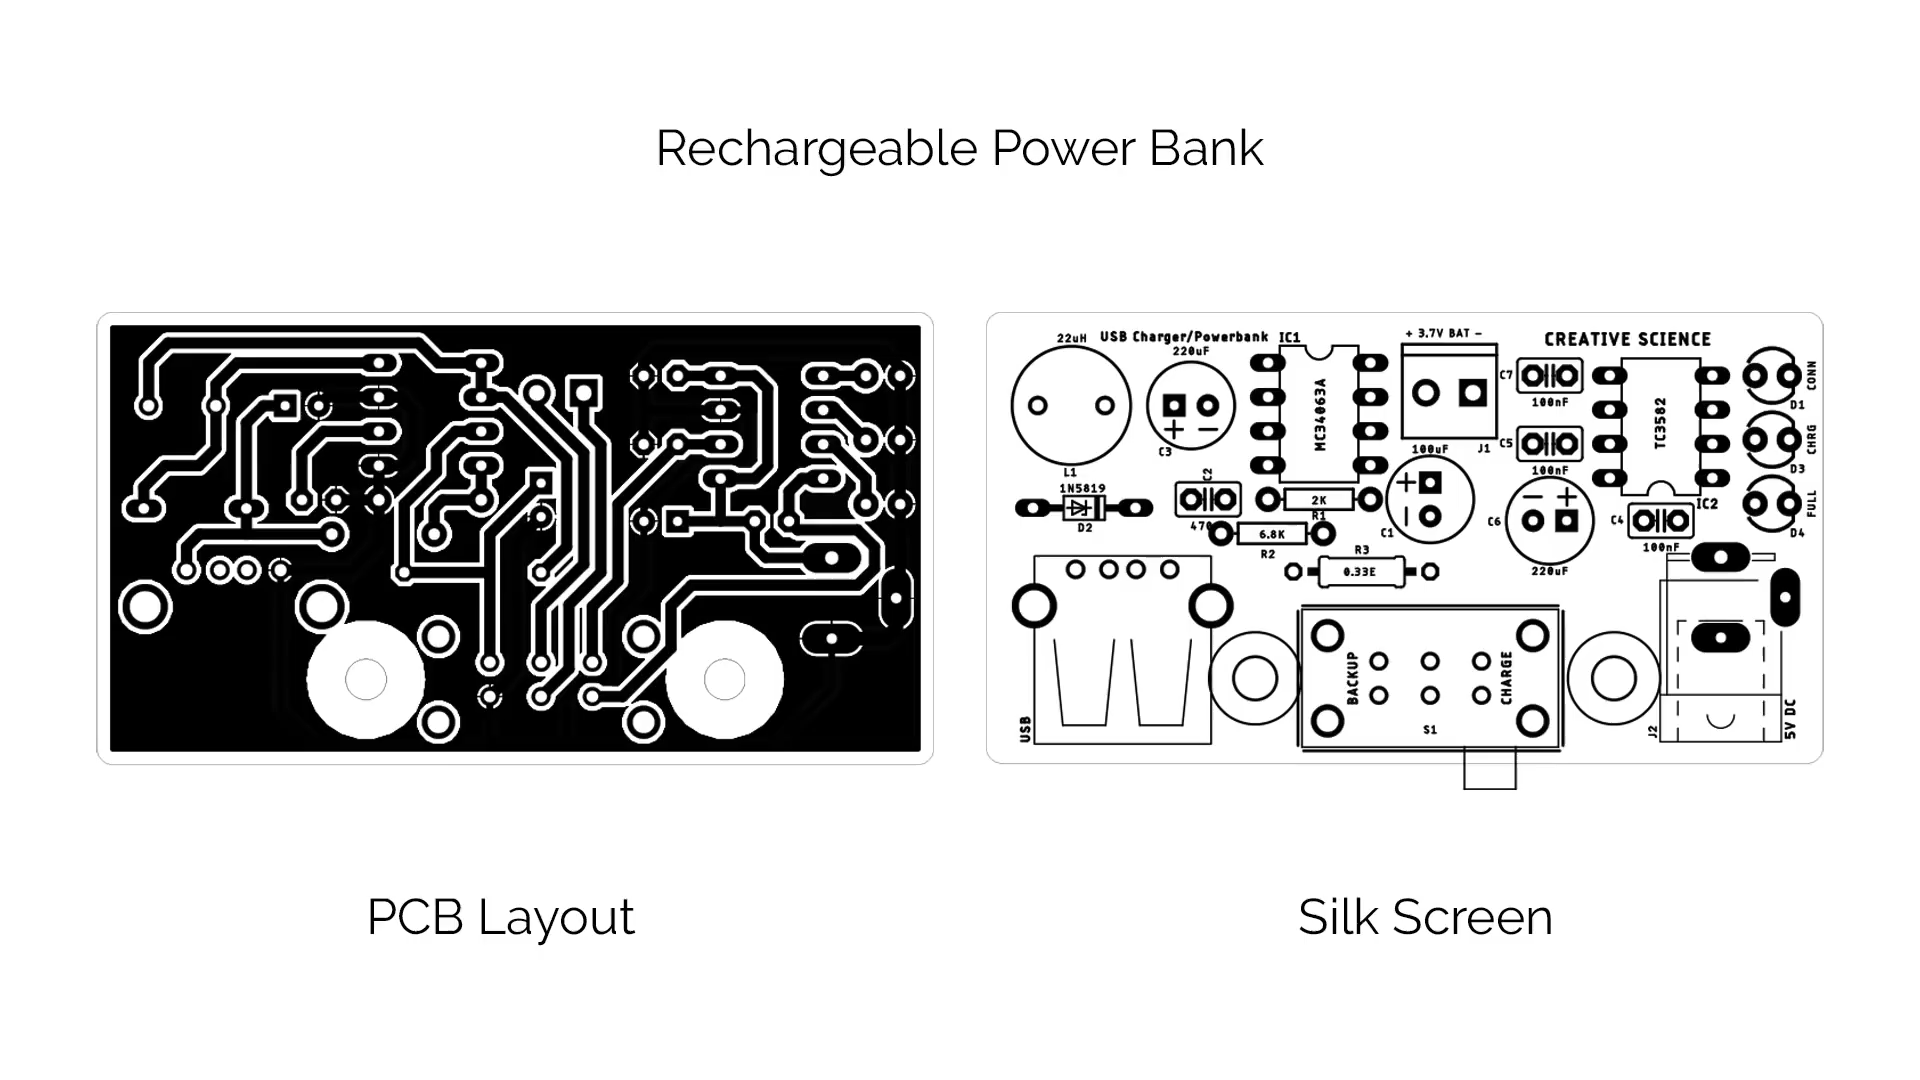 Rechargeable Power Bank
22uH
USB Charger/Powerbank
220uF
IC1
+ 3.7V BAT -
CREATIVE SCIENCE
MC34063A
C7
100nF
TC3582
CONN
D1
L1
C3
+ -
100uF
J1
C5
100nF
CHRG
D3
1N5819
D2
C2
470
2K
R1
+
-
C1
- +
C6
220uF
IC2
C4
100nF
FULL
D4
6.8K
R2
R3
0.33E
USB
BACKUP
CHARGE
S1
J2
5V DC
PCB Layout
Silk Screen